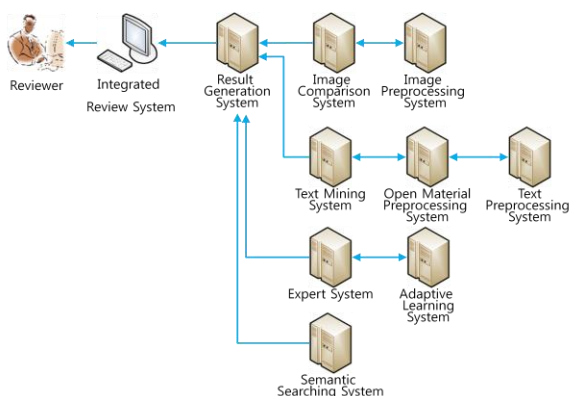 Reviewer
Integrated
Review System
Result
Generation
System
Image
Comparison
System
Image
Preprocessing
System
Text Mining
System
Open Material
Preprocessing
System
Text
Preprocessing
System
Expert System
Adaptive
Learning
System
Semantic
Searching System